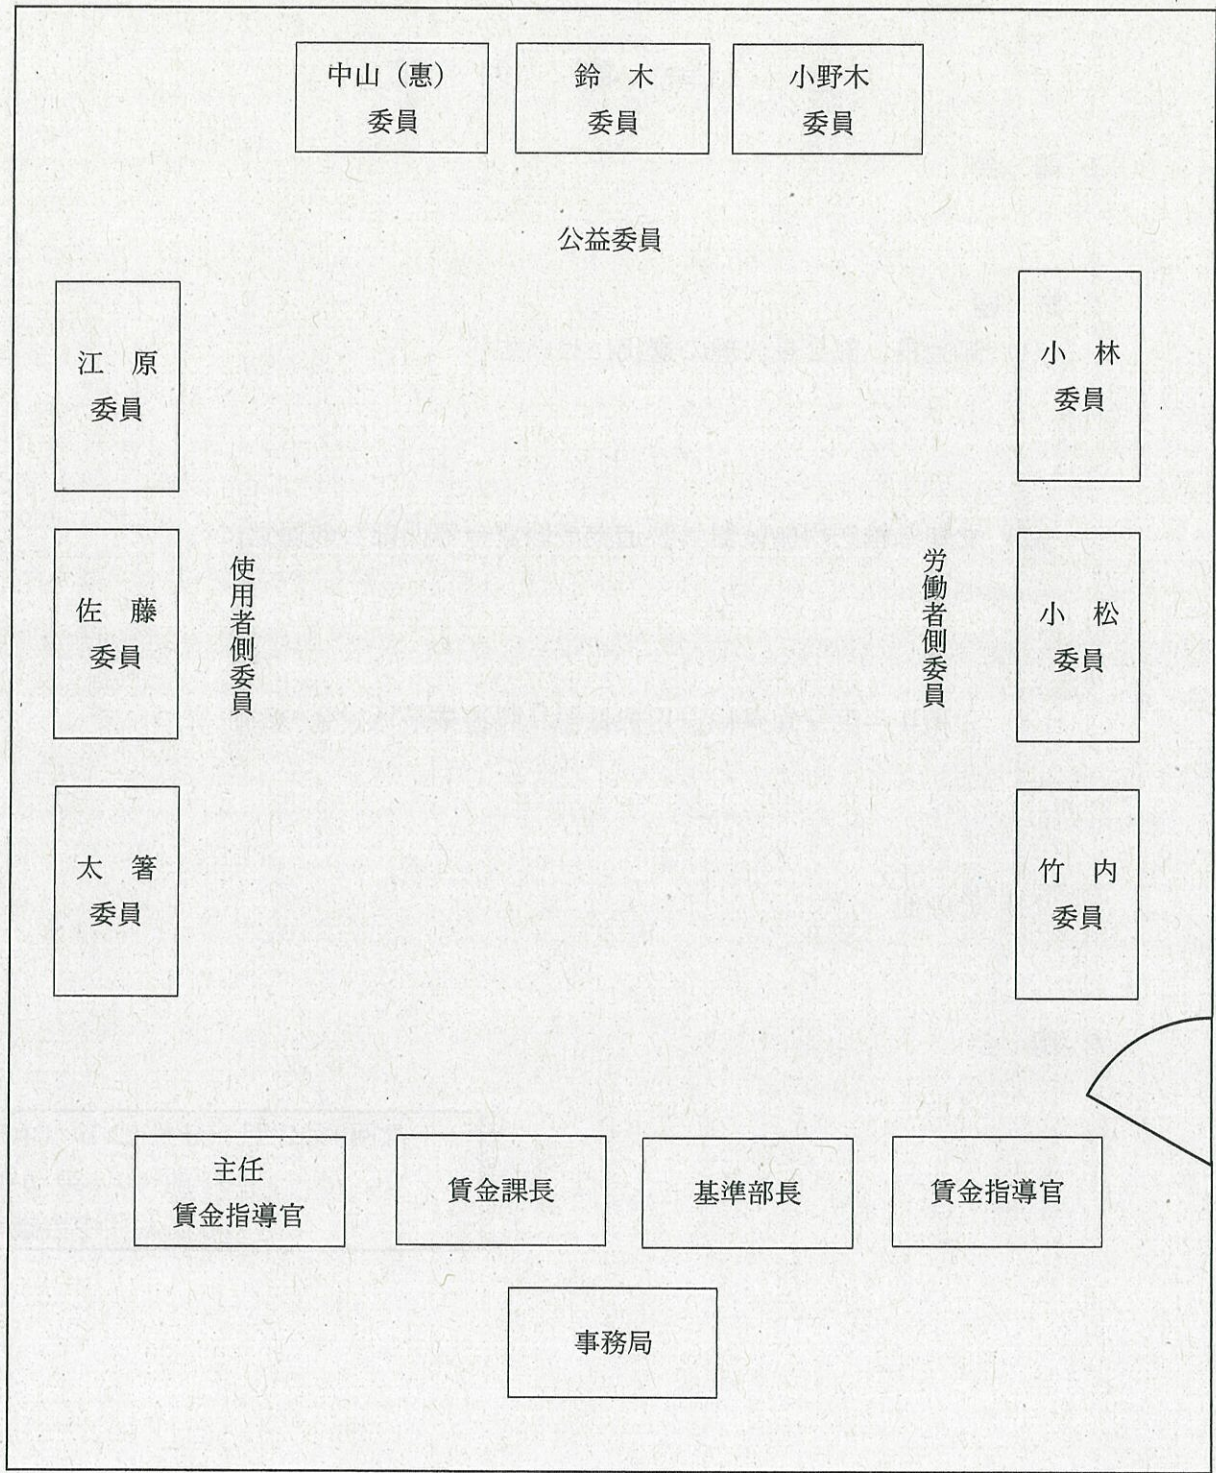 中山（惠）
委員
鈴　木
委員
小野木
委員
公益委員
江　原
委員
佐　藤
委員
太　箸
委員
使用者側委員
労働者側委員
小　林
委員
小　松
委員
竹　内
委員
主任
賃金指導官
賃金課長
基準部長
賃金指導官
事務局